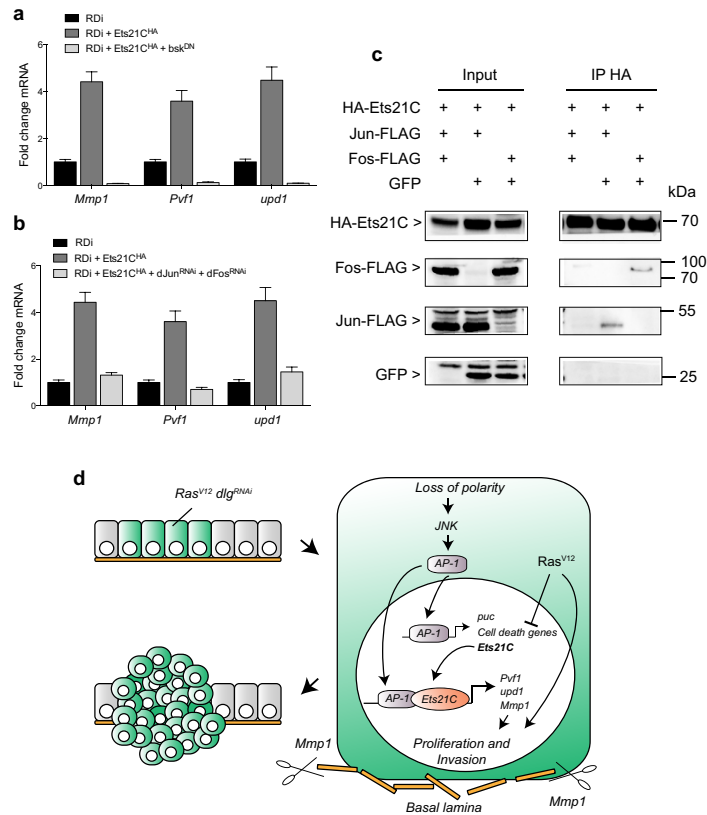 a
RDi
RDi + Ets21C^HA
RDi + Ets21C^HA + bsk^DN
Fold change mRNA
6
4
2
0
Mmp1
Pvf1
upd1
b
RDi
RDi + Ets21C^HA
RDi + Ets21C^HA + dJun^RNAi + dFos^RNAi
Fold change mRNA
6
4
2
0
Mmp1
Pvf1
upd1
c
Input
IP HA
HA-Ets21C + + + + + +
Jun-FLAG + + + +
Fos-FLAG + + + +
GFP + + + +
kDa
HA-Ets21C > 70
Fos-FLAG > 100
70
Jun-FLAG > 55
GFP > 25
d
Ras^V12 dlg^RNAi
Loss of polarity
JNK
AP-1
Ras^V12
AP-1
puc
Cell death genes
Ets21C
AP-1
Ets21C
Pvf1
upd1
Mmp1
Proliferation and
Invasion
Mmp1
Basal lamina
Mmp1